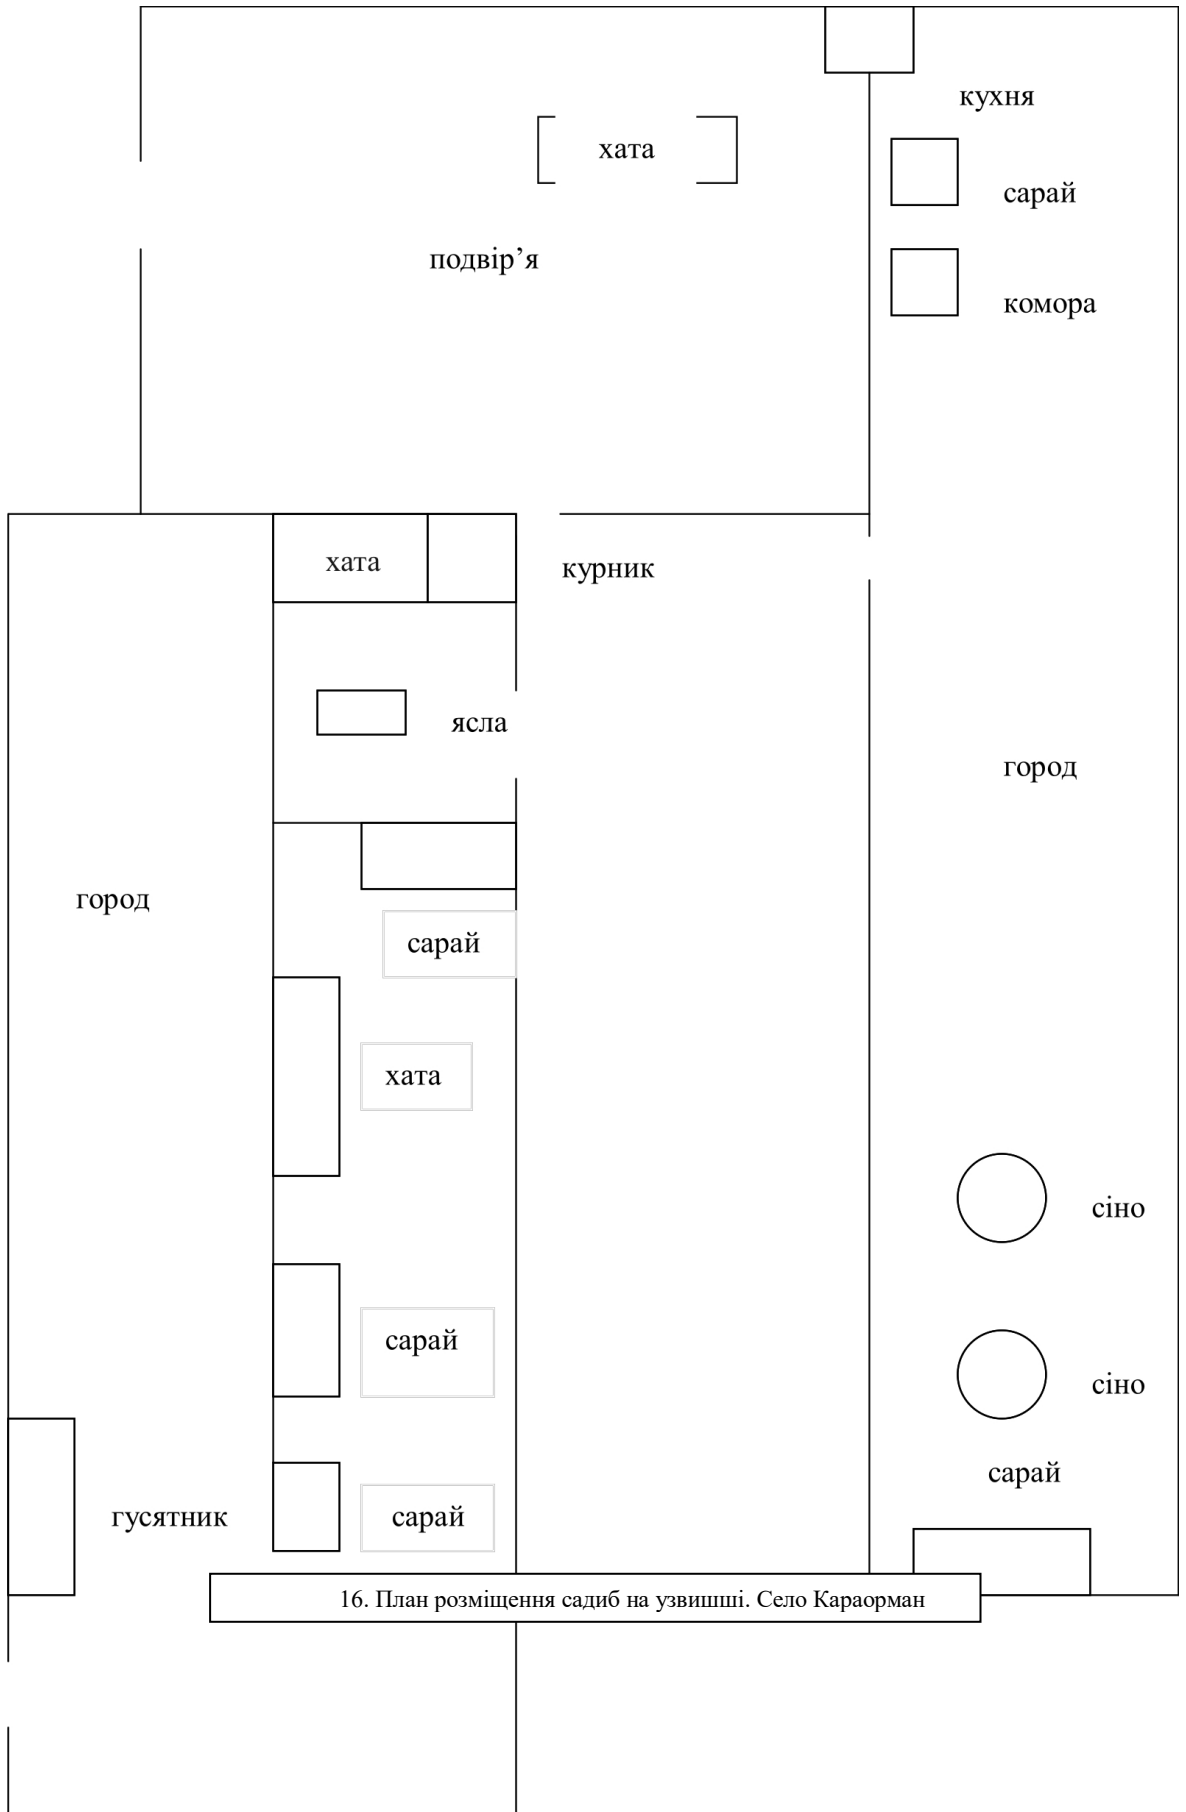 кухня
хата
сарай
подвір’я
комора
хата
курник
ясла
город
город
сарай
хата
сіно
сарай
сіно
сарай
гусятник
сарай
16. План розміщення садиб на узвишші. Село Караорман